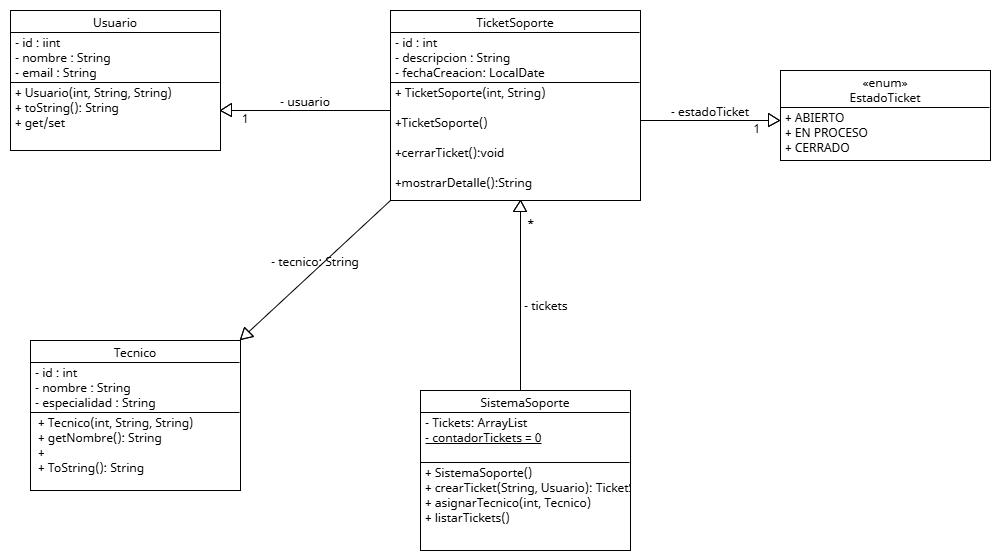 Usuario
- id : iint
- nombre : String
- email : String
+ Usuario(int, String, String)
+ toString(): String
+ get/set
- usuario
1
TicketSoporte
- id : int
- descripcion : String
- fechaCreacion: LocalDate
+ TicketSoporte(int, String)
+TicketSoporte()
+cerrarTicket():void
+mostrarDetalle():String
- estadoTicket
1
«enum»
EstadoTicket
+ ABIERTO
+ EN PROCESO
+ CERRADO
- tecnico: String
*
- tickets
Tecnico
- id : int
- nombre : String
- especialidad : String
+ Tecnico(int, String, String)
+ getNombre(): String
+
+ ToString(): String
SistemaSoporte
- Tickets: ArrayList
- contadorTickets = 0
+ SistemaSoporte()
+ crearTicket(String, Usuario): Ticket
+ asignarTecnico(int, Tecnico)
+ listarTickets()